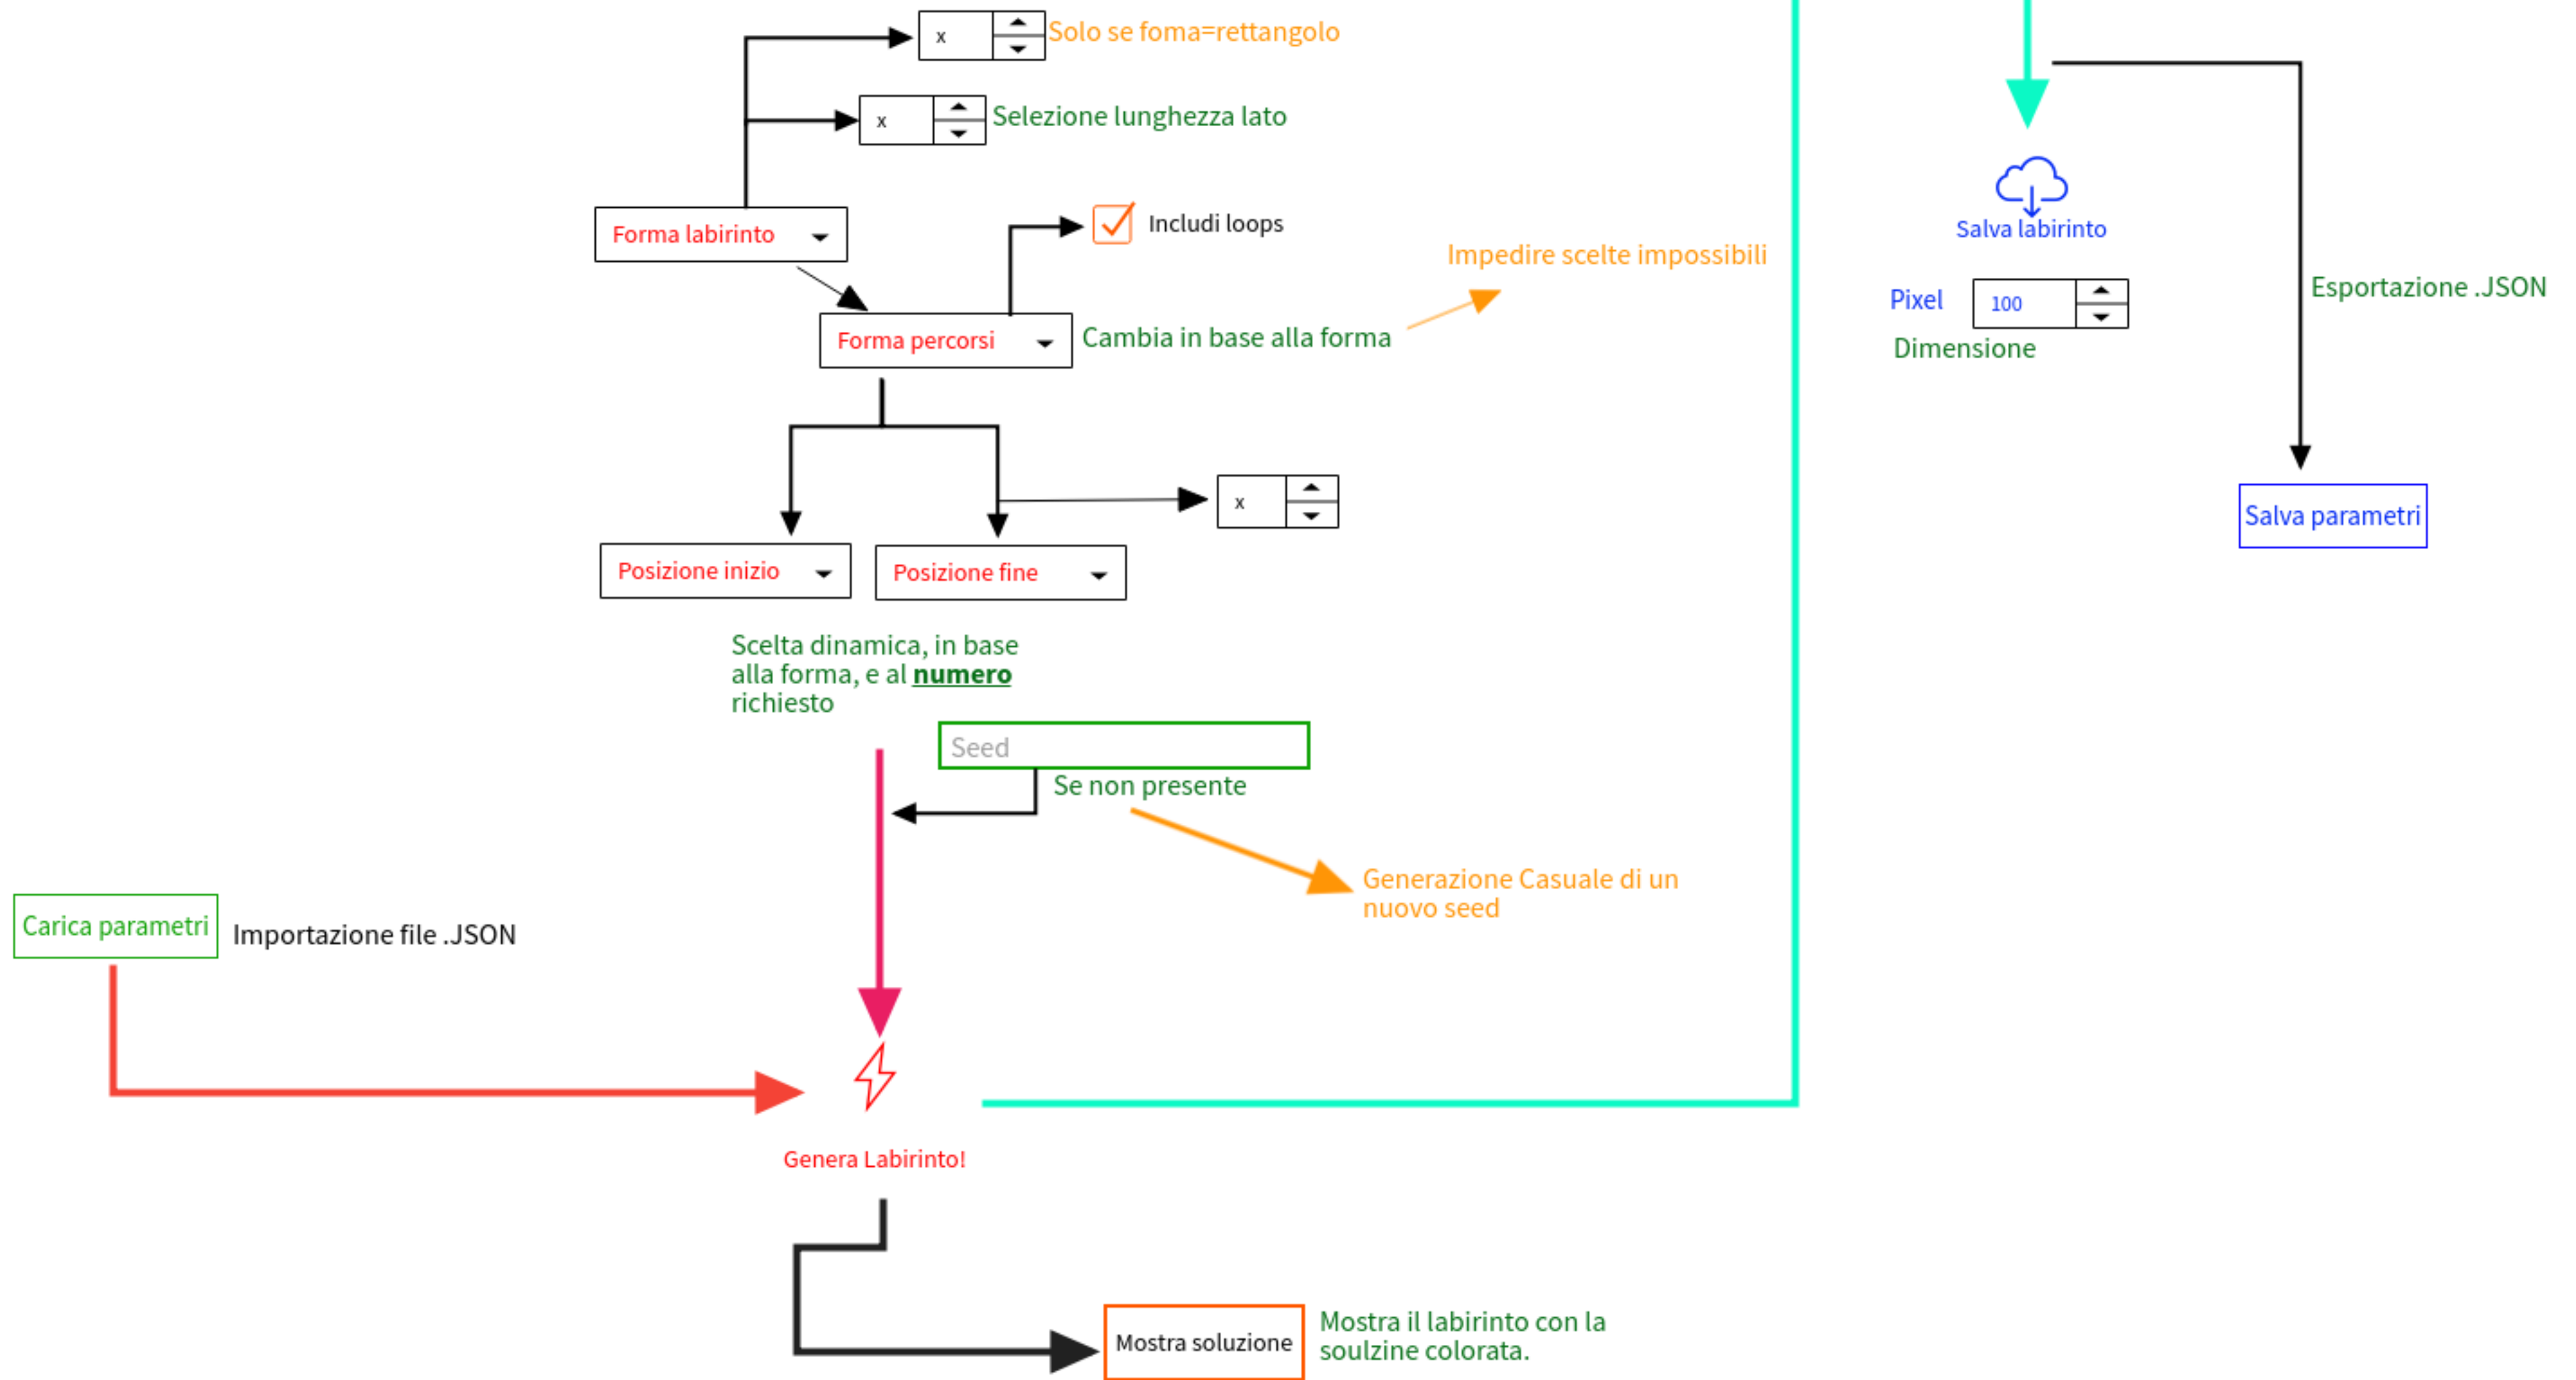 x
Solo se foma=rettangolo
x
Selezione lunghezza lato
Forma labirinto
Includi loops
Impedire scelte impossibili
Forma percorsi
Cambia in base alla forma
x
Posizione inizio
Posizione fine
Scelta dinamica, in base
alla forma, e al numero
richiesto
Seed
Se non presente
Generazione Casuale di un
nuovo seed
Carica parametri
Importazione file .JSON
Genera Labirinto!
Mostra soluzione
Mostra il labirinto con la
soulzine colorata.
Salva labirinto
Pixel
100
Dimensione
Esportazione .JSON
Salva parametri